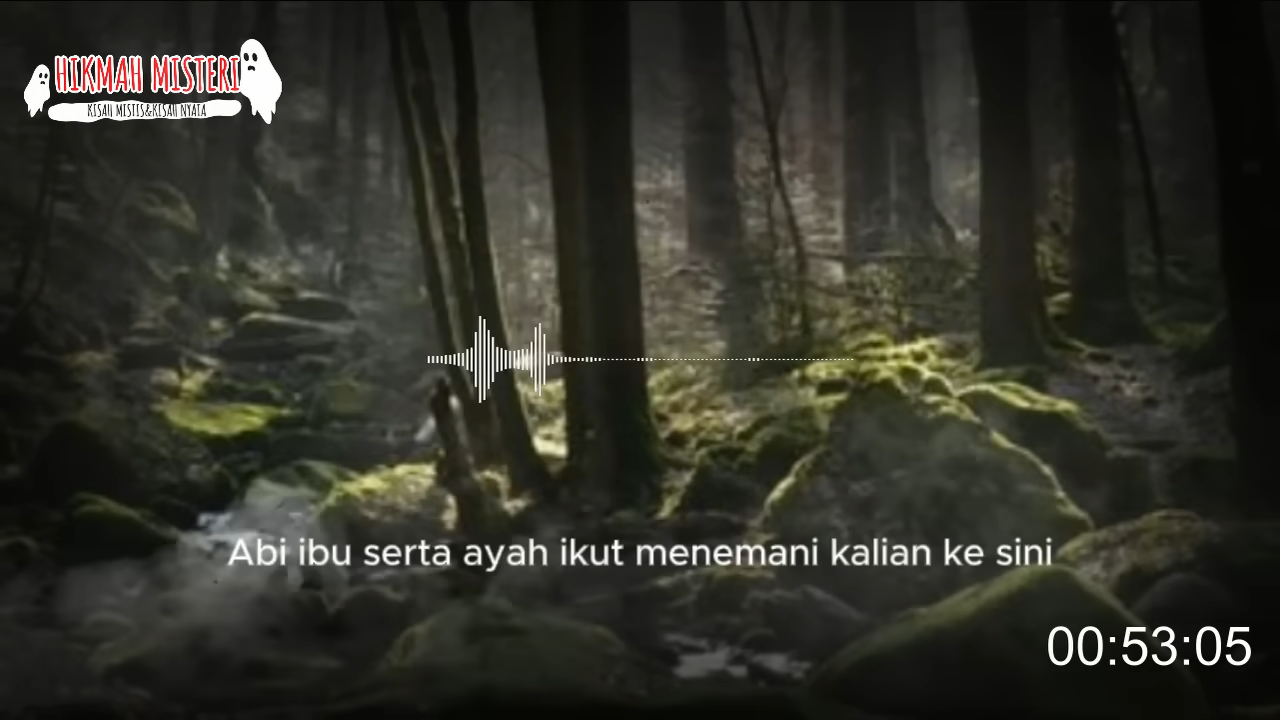 HIKMAH MISTERI
KISAH MISTIS&KISAH NYATA
Abi ibu serta ayah ikut menemani kalian ke sini
00:53:05